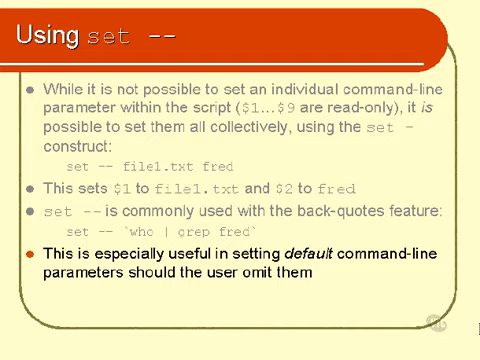 Using set --
While it is not possible to set an individual command-line
parameter within the script ($1…$9 are read-only), it is
possible to set them all collectively, using the set -
construct:
set -- file1.txt fred
This sets $1 to file1.txt and $2 to fred
set -- is commonly used with the back-quotes feature:
set -- `who | grep fred`
This is especially useful in setting default command-line
parameters should the user omit them